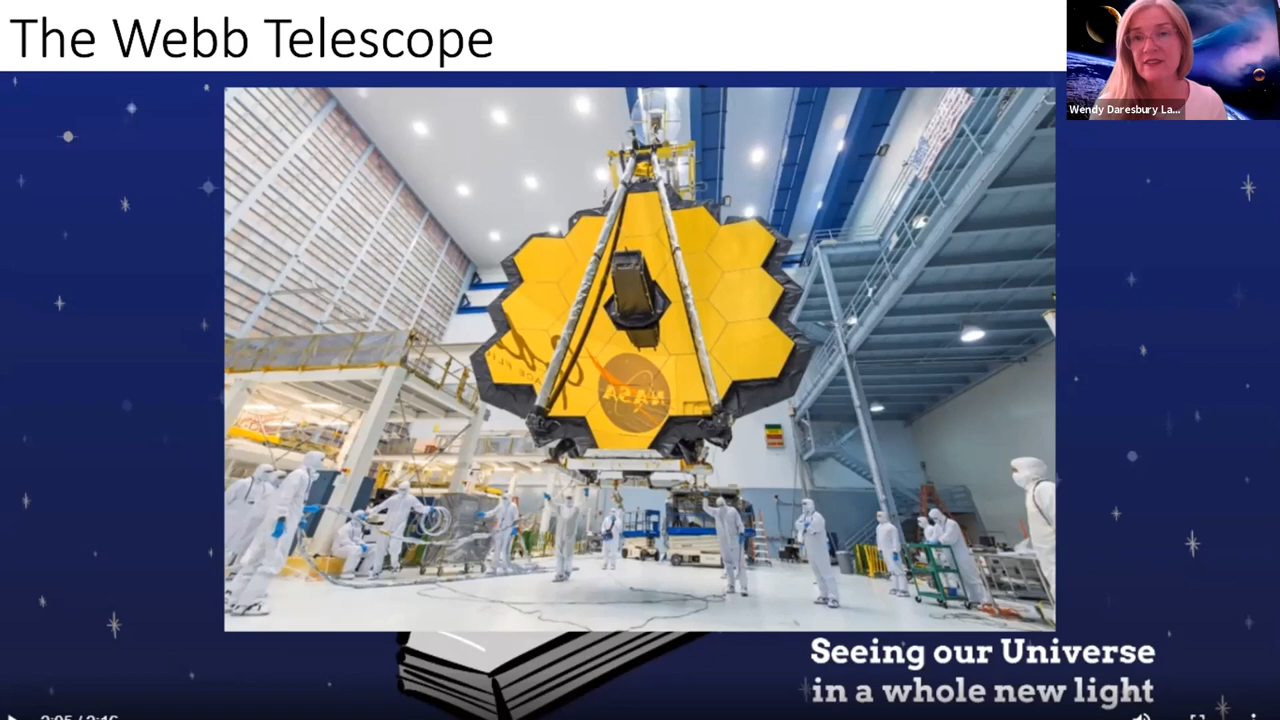 The Webb Telescope
Wendy Daresbury La...
NASA
Seeing our Universe
in a whole new light